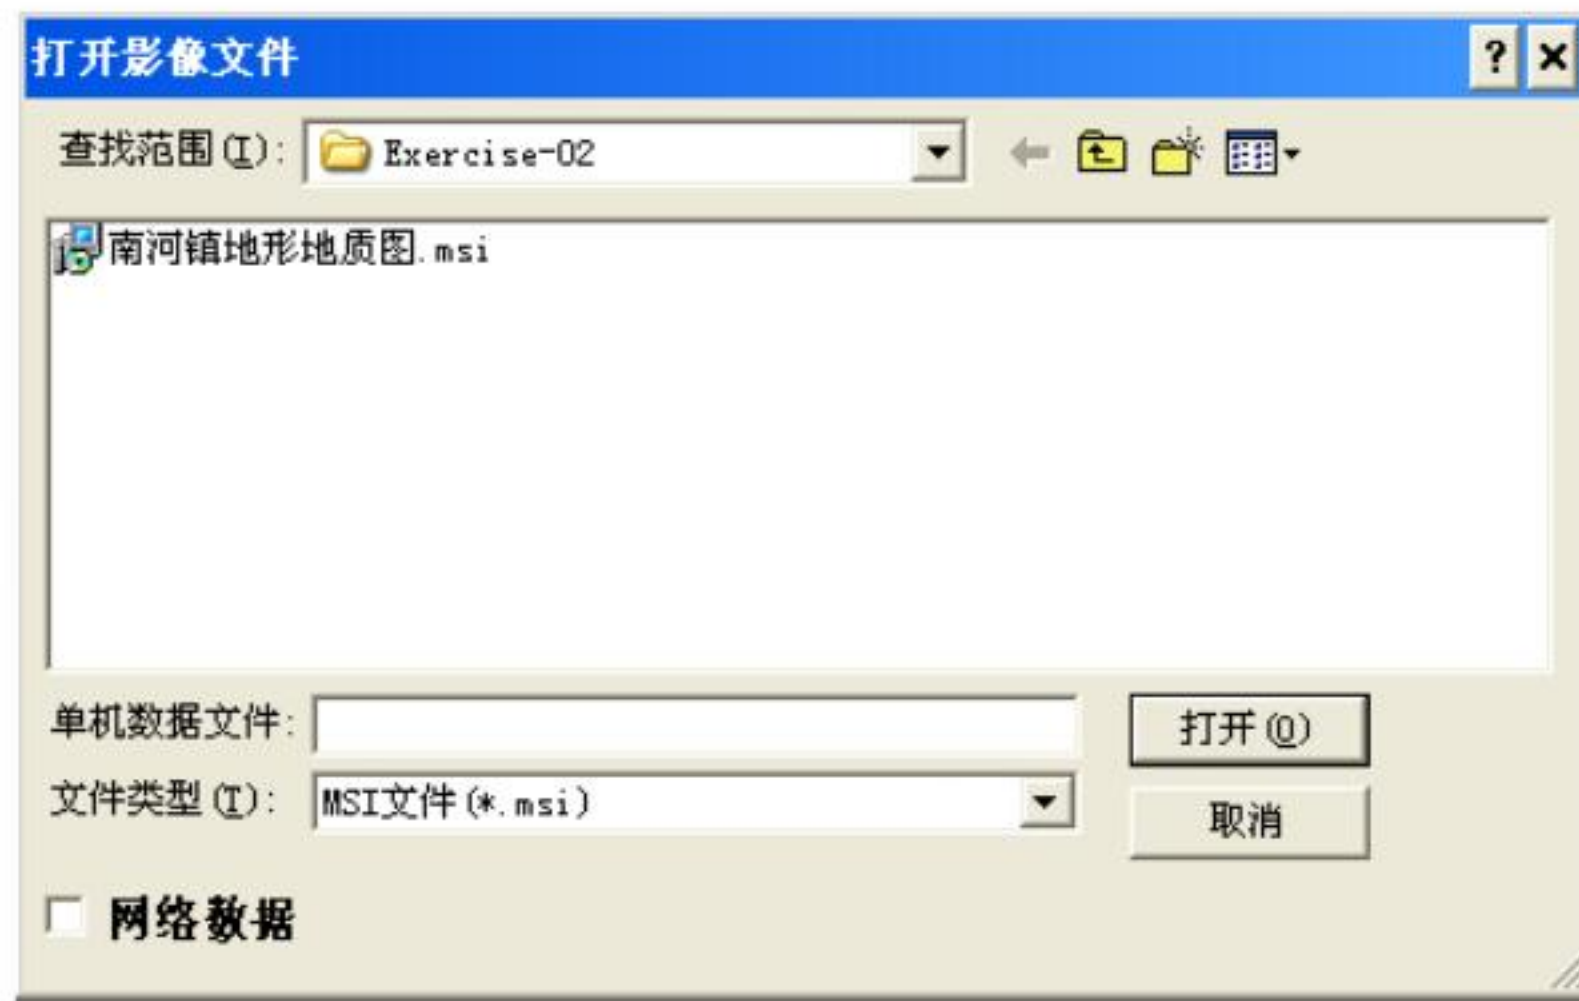 打开影像文件
查找范围(I): Exercise-02
南河镇地形地质图.msi
单机数据文件:
打开(O)
文件类型(T): MSI文件(*.msi)
取消
网络数据